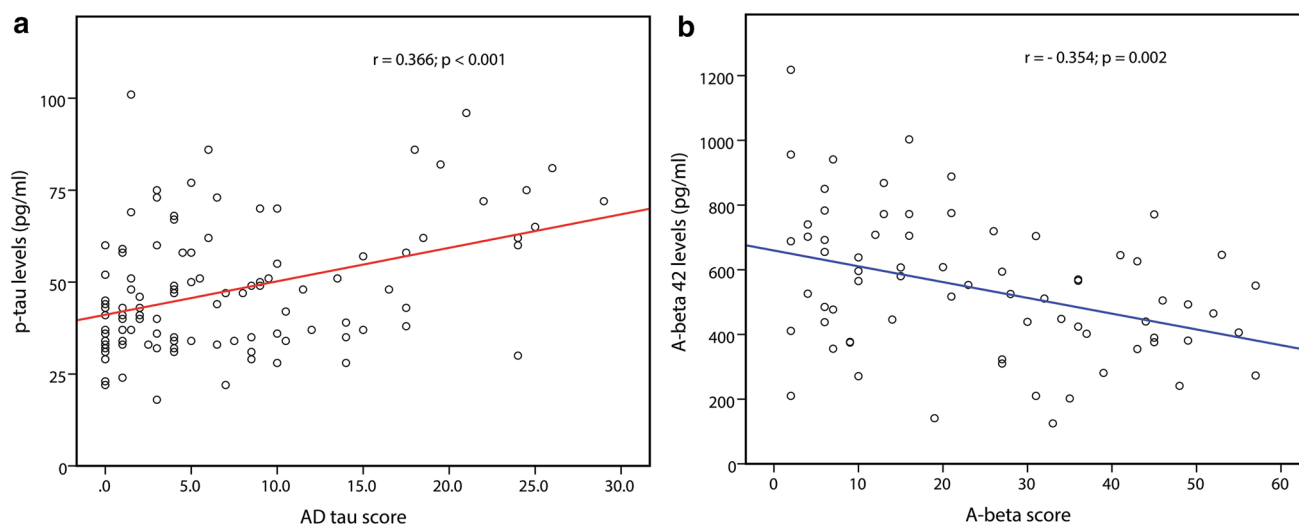 a
r = 0.366; p < 0.001
100
75
50
25
0
p-tau levels (pg/ml)
.0 5.0 10.0 15.0 20.0 25.0 30.0
AD tau score
b
r = - 0.354; p = 0.002
1200
1000
800
600
400
200
0
A-beta 42 levels (pg/ml)
0 10 20 30 40 50 60
A-beta score